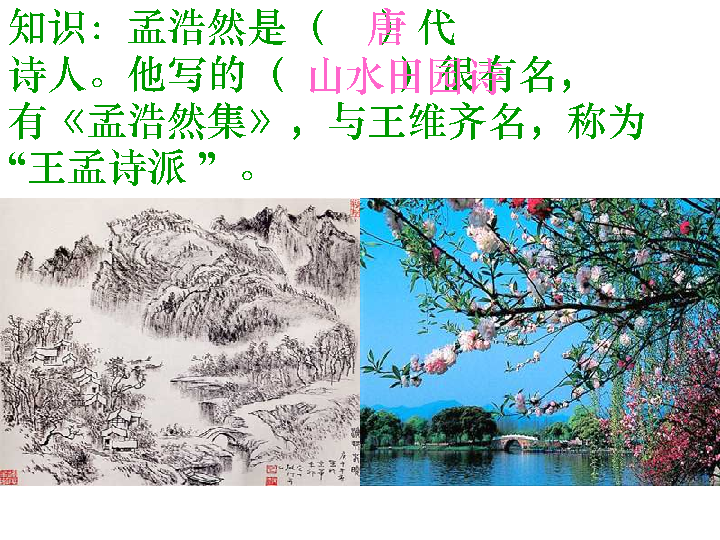 知识：孟浩然是（ 唐 ）代
诗人。他写的（ 山水田园诗 ）很有名，
有《孟浩然集》，与王维齐名，称为
“王孟诗派 ”。